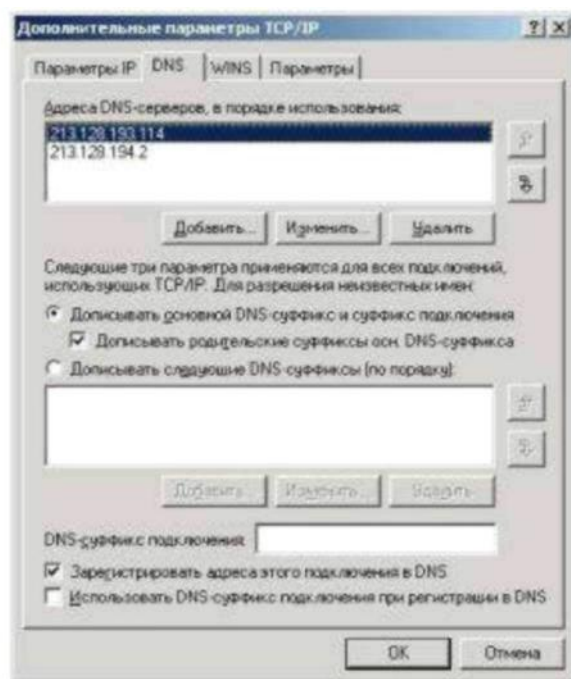 Дополнительные параметры TCP/IP
Параметры IP DNS WINS Параметры
Адреса DNS-серверов, в порядке использования:
213.128.193.114
213.128.194.2
Добавить... Изменить... Удалить
Следующие три параметра применяются для всех подключений,
использующих TCP/IP. Для разрешения неизвестных имен:
Дописывать основной DNS-суффикс и суффикс подключения
Дописывать родительские суффиксы осн. DNS-суффикса
Дописывать следующие DNS-суффиксы (по порядку):
Добавить... Изменить... Удалить
DNS-суффикс подключения:
Зарегистрировать адреса этого подключения в DNS
Использовать DNS-суффикс подключения при регистрации в DNS
OK Отмена